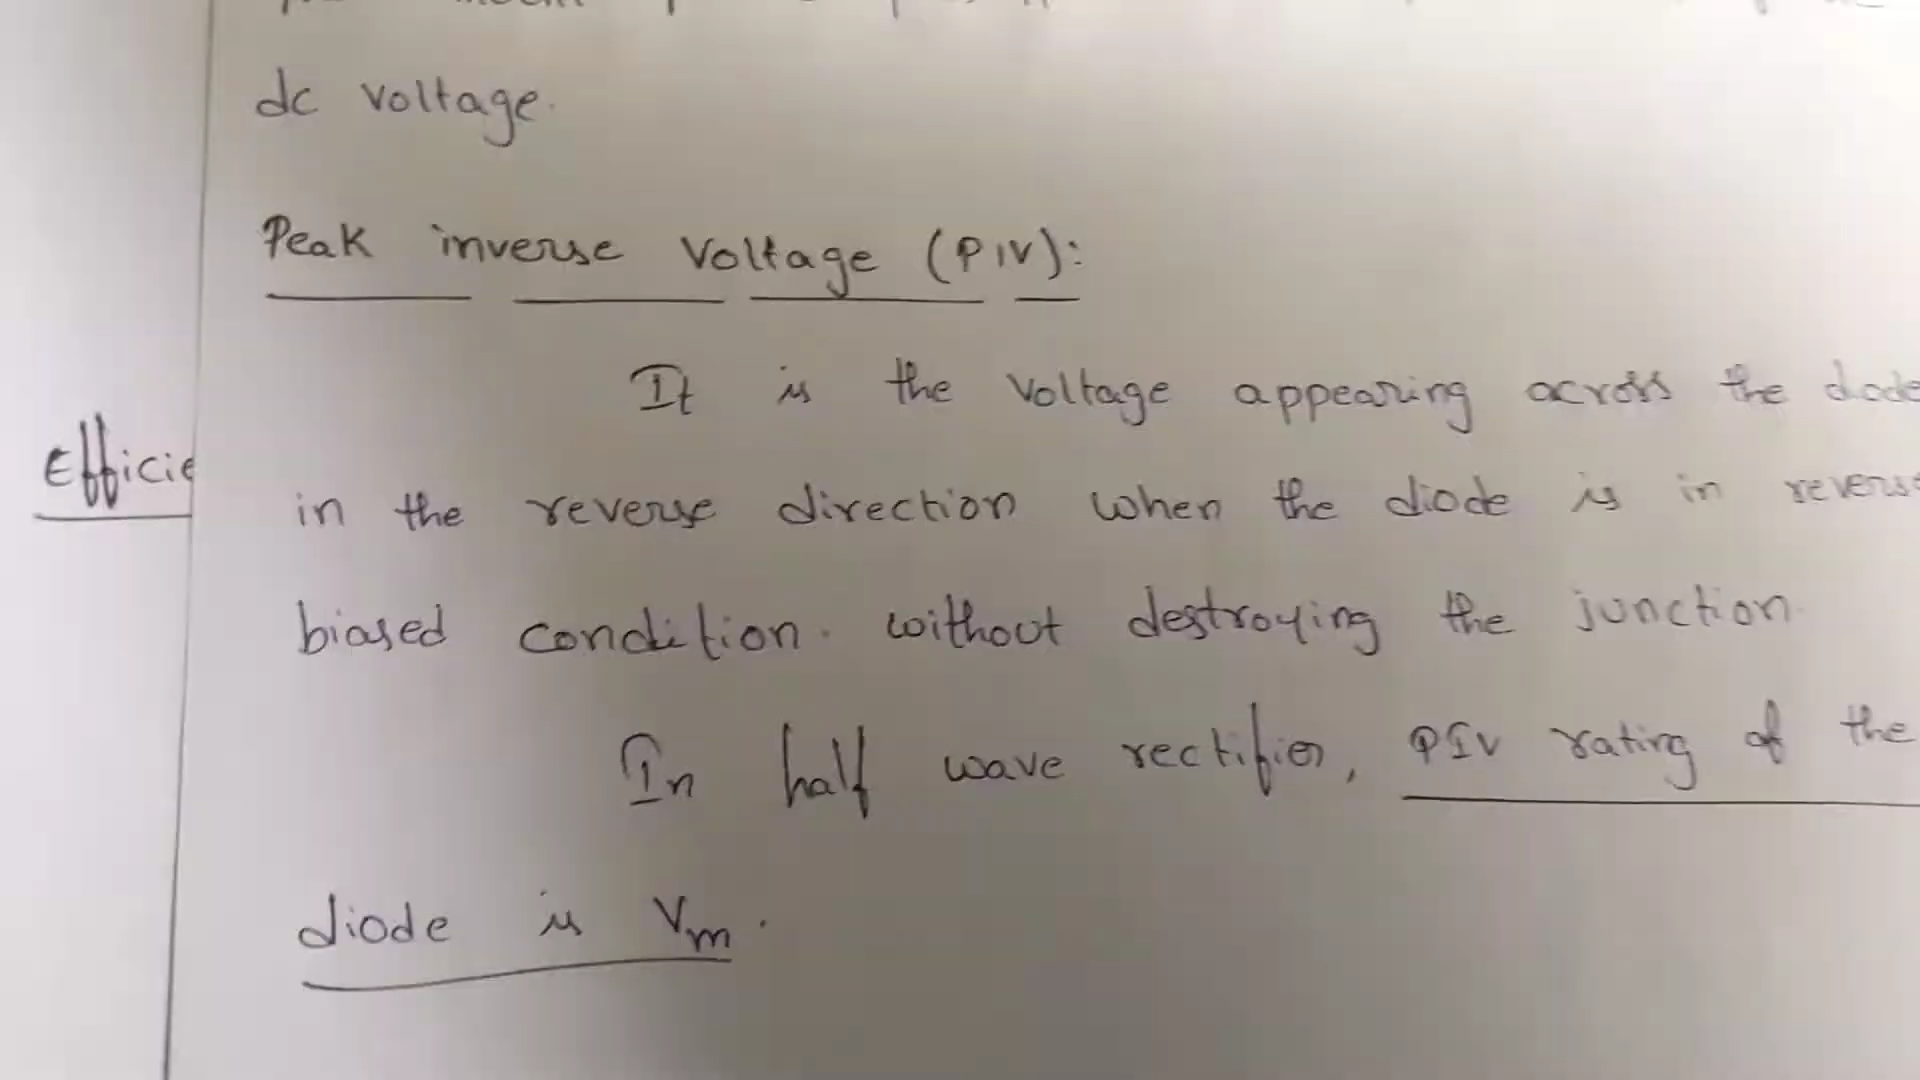 dc voltage.
Peak inverse Voltage (PIV):
It is the voltage appearing across the diode
in the reverse direction when the diode is in reverse
Efficie
biased condition. without destroying the junction.
In half wave rectifier, PIV rating of the
diode is Vm.